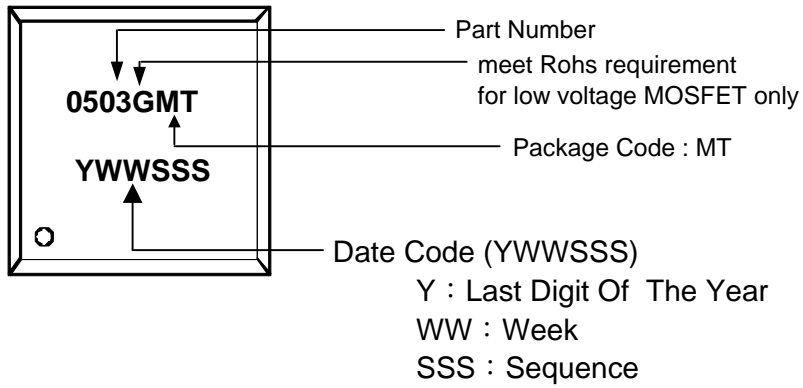 Part Number
meet Rohs requirement
for low voltage MOSFET only
0503GMT
Package Code : MT
YWWSSS
Date Code (YWWSSS)
Y：Last Digit Of The Year
WW：Week
SSS：Sequence